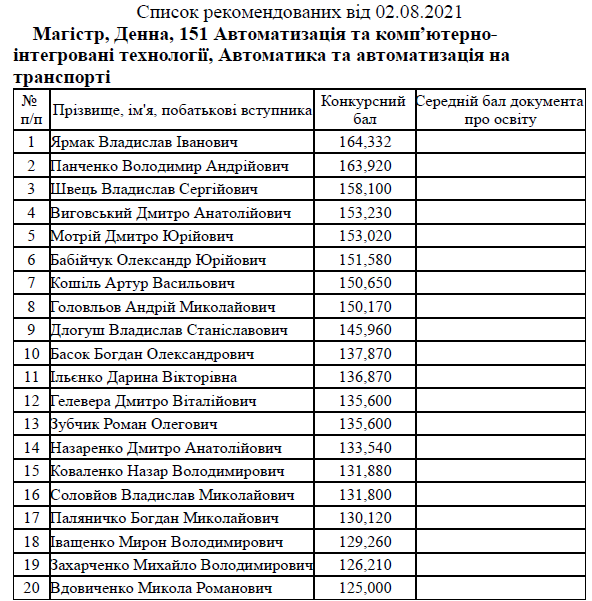 Список рекомендованих від 02.08.2021
Магістр, Денна, 151 Автоматизація та комп’ютерно-
інтегровані технології, Автоматика та автоматизація на
транспорті
№ п/п Прізвище, ім'я, побатькові вступника Конкурсний бал Середній бал документа про освіту
1 Ярмак Владислав Іванович 164,332
2 Панченко Володимир Андрійович 163,920
3 Швець Владислав Сергійович 158,100
4 Виговський Дмитро Анатолійович 153,230
5 Мотрій Дмитро Юрійович 153,020
6 Бабійчук Олександр Юрійович 151,580
7 Кошіль Артур Васильович 150,650
8 Головльов Андрій Миколайович 150,170
9 Длогуш Владислав Станіславович 145,960
10 Басок Богдан Олександрович 137,870
11 Ільєнко Дарина Вікторівна 136,870
12 Гелевера Дмитро Віталійович 135,600
13 Зубчик Роман Олегович 135,600
14 Назаренко Дмитро Анатолійович 133,540
15 Коваленко Назар Володимирович 131,880
16 Соловйов Владислав Миколайович 131,800
17 Паляничко Богдан Миколайович 130,120
18 Іващенко Мирон Володимирович 129,260
19 Захарченко Михайло Володимирович 126,210
20 Вдовиченко Микола Романович 125,000